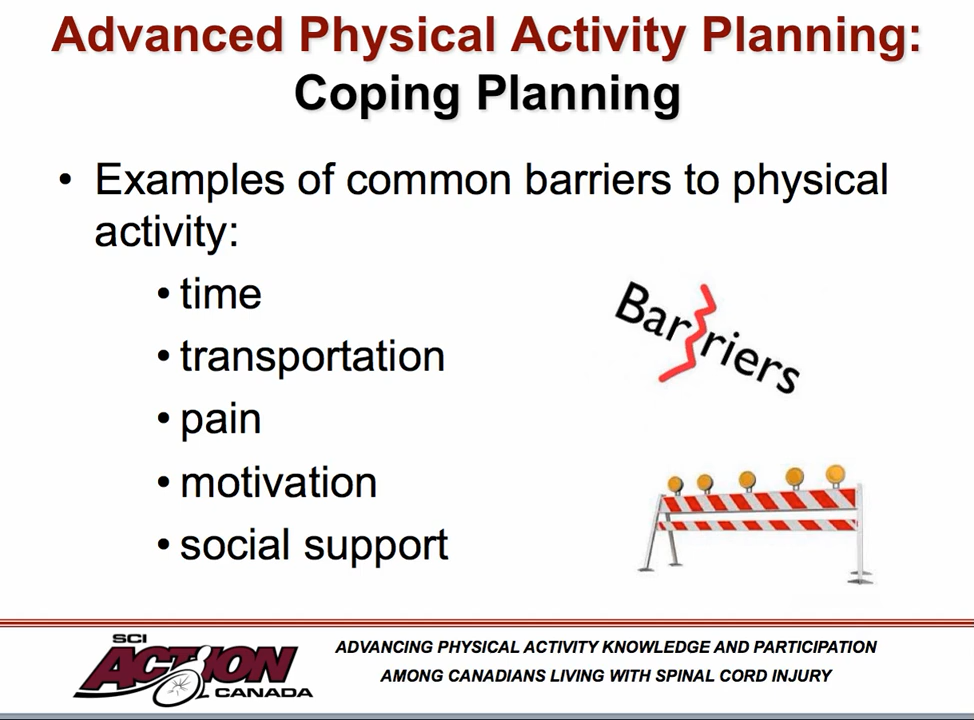 Advanced Physical Activity Planning:
Coping Planning
• Examples of common barriers to physical
activity:
• time
• transportation
• pain
• motivation
• social support
Barriers
SCI
ACTION
CANADA
ADVANCING PHYSICAL ACTIVITY KNOWLEDGE AND PARTICIPATION
AMONG CANADIANS LIVING WITH SPINAL CORD INJURY